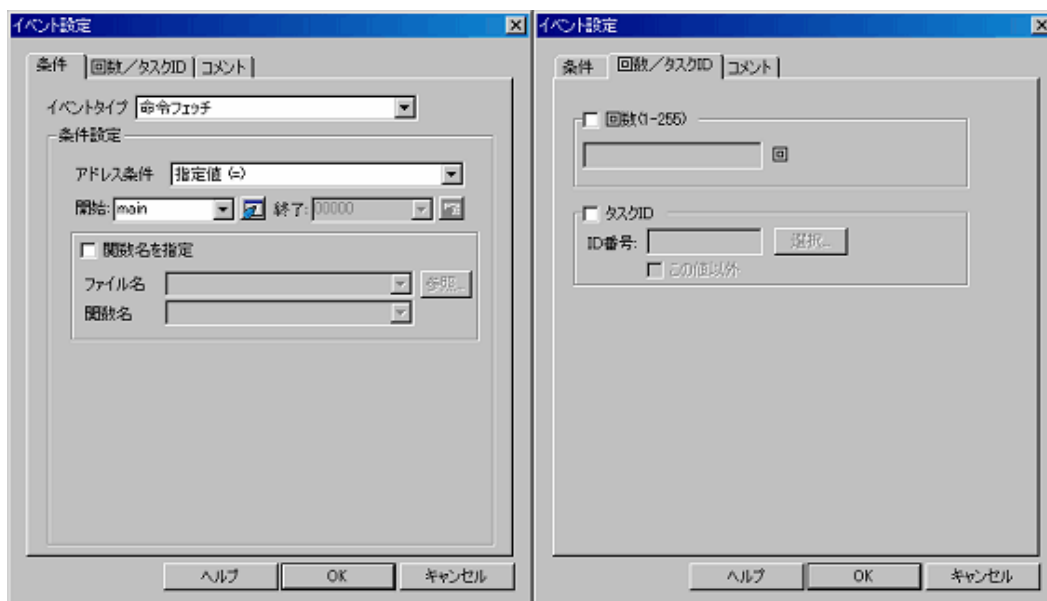 イベント設定
条件 回数/タスクID コメント
イベントタイプ 命令フェッチ
条件設定
アドレス条件 指定値 (=)
開始: main 終了: 00000
関数名を指定
ファイル名 参照...
関数名
ヘルプ OK キャンセル
イベント設定
条件 回数/タスクID コメント
回数(1-255)
回
タスクID
ID番号: 選択...
この値以外
ヘルプ OK キャンセル